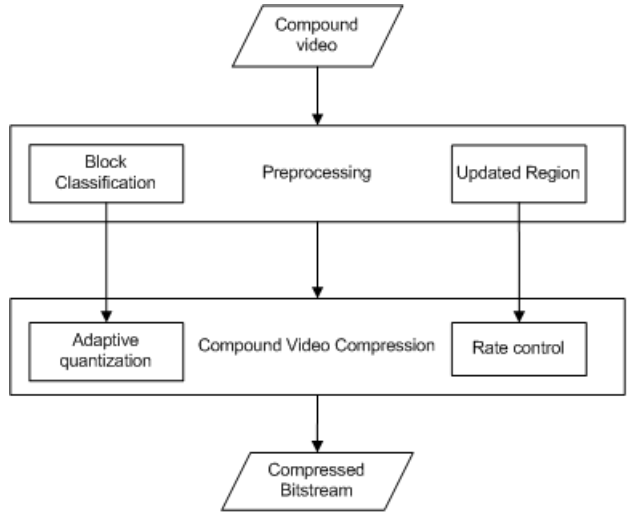 Compound
video
Block
Classification
Preprocessing
Updated Region
Adaptive
quantization
Compound Video Compression
Rate control
Compressed
Bitstream